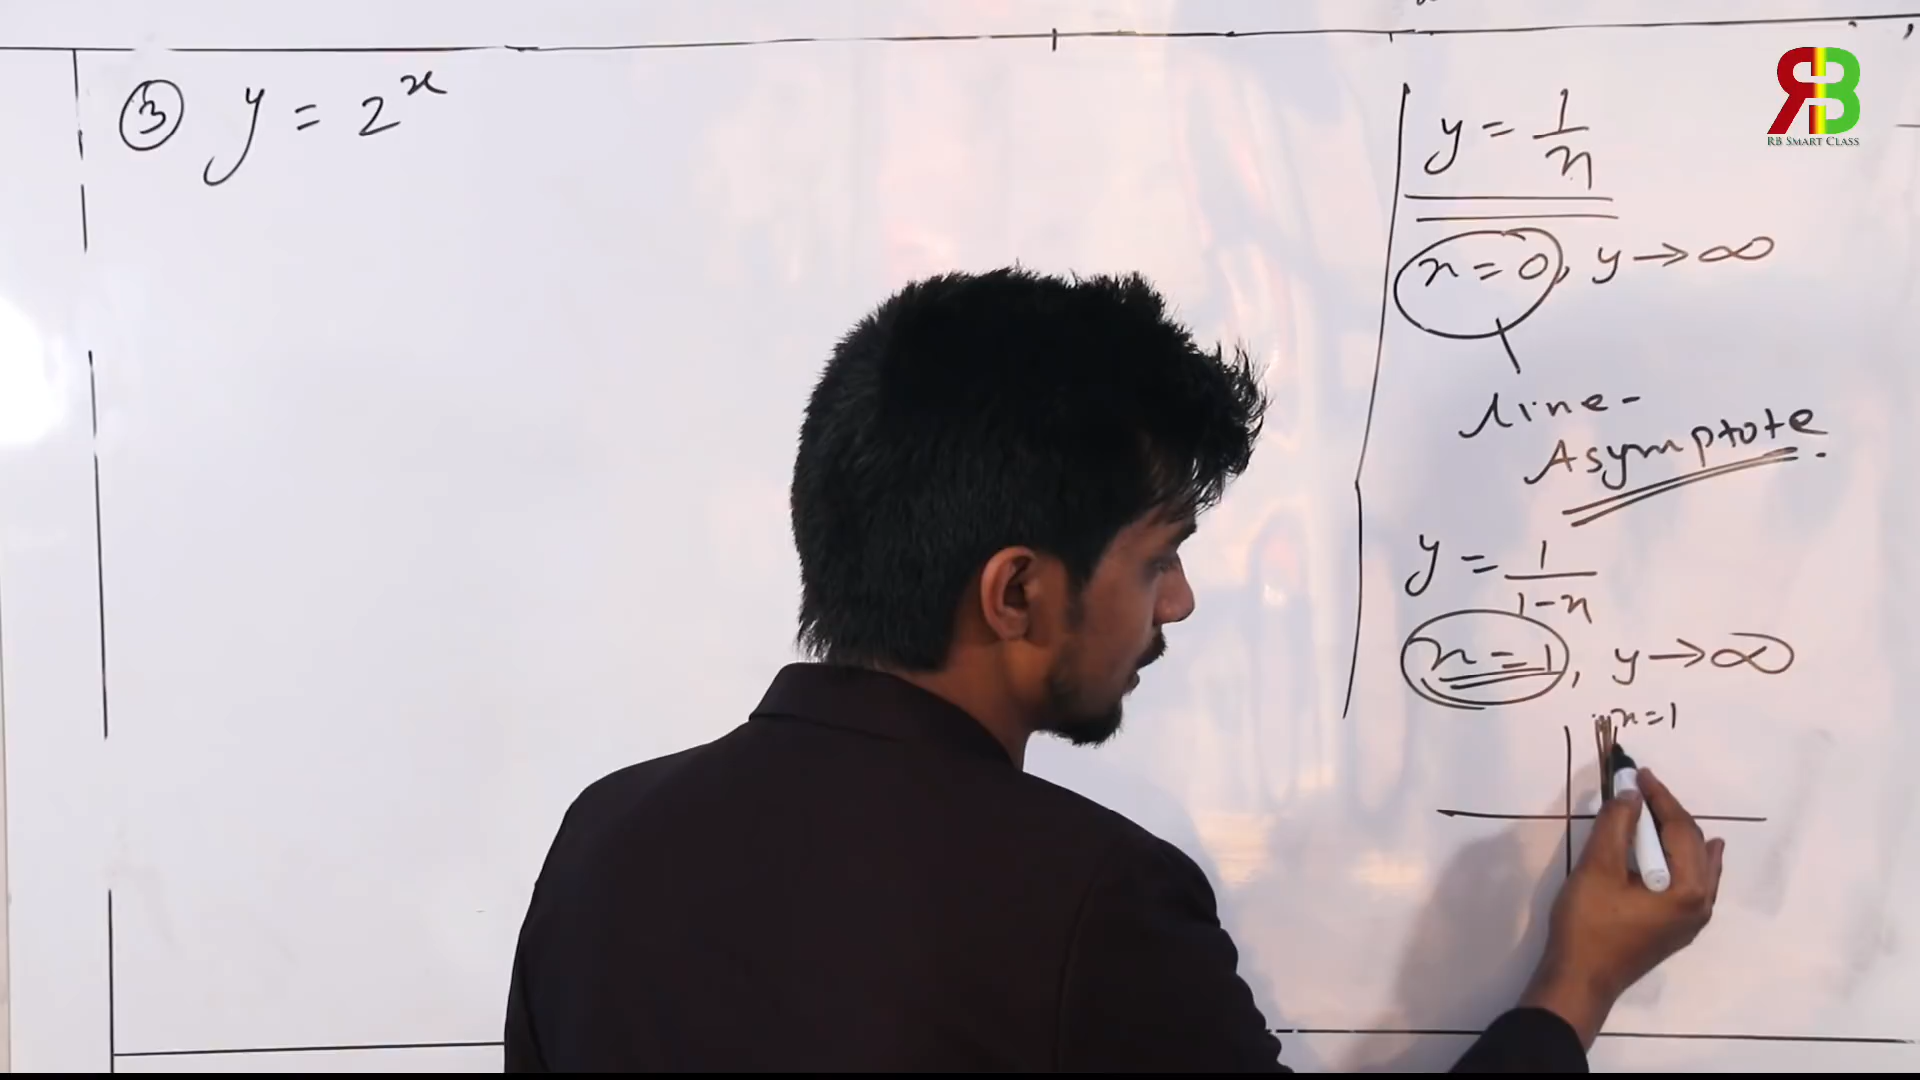 ③ y = 2^x
y = 1/x
x = 0, y → ∞
line-
Asymptote.
y = 1/(1-x)
x = 1, y → ∞
x = 1
RB
RB SMART CLASS